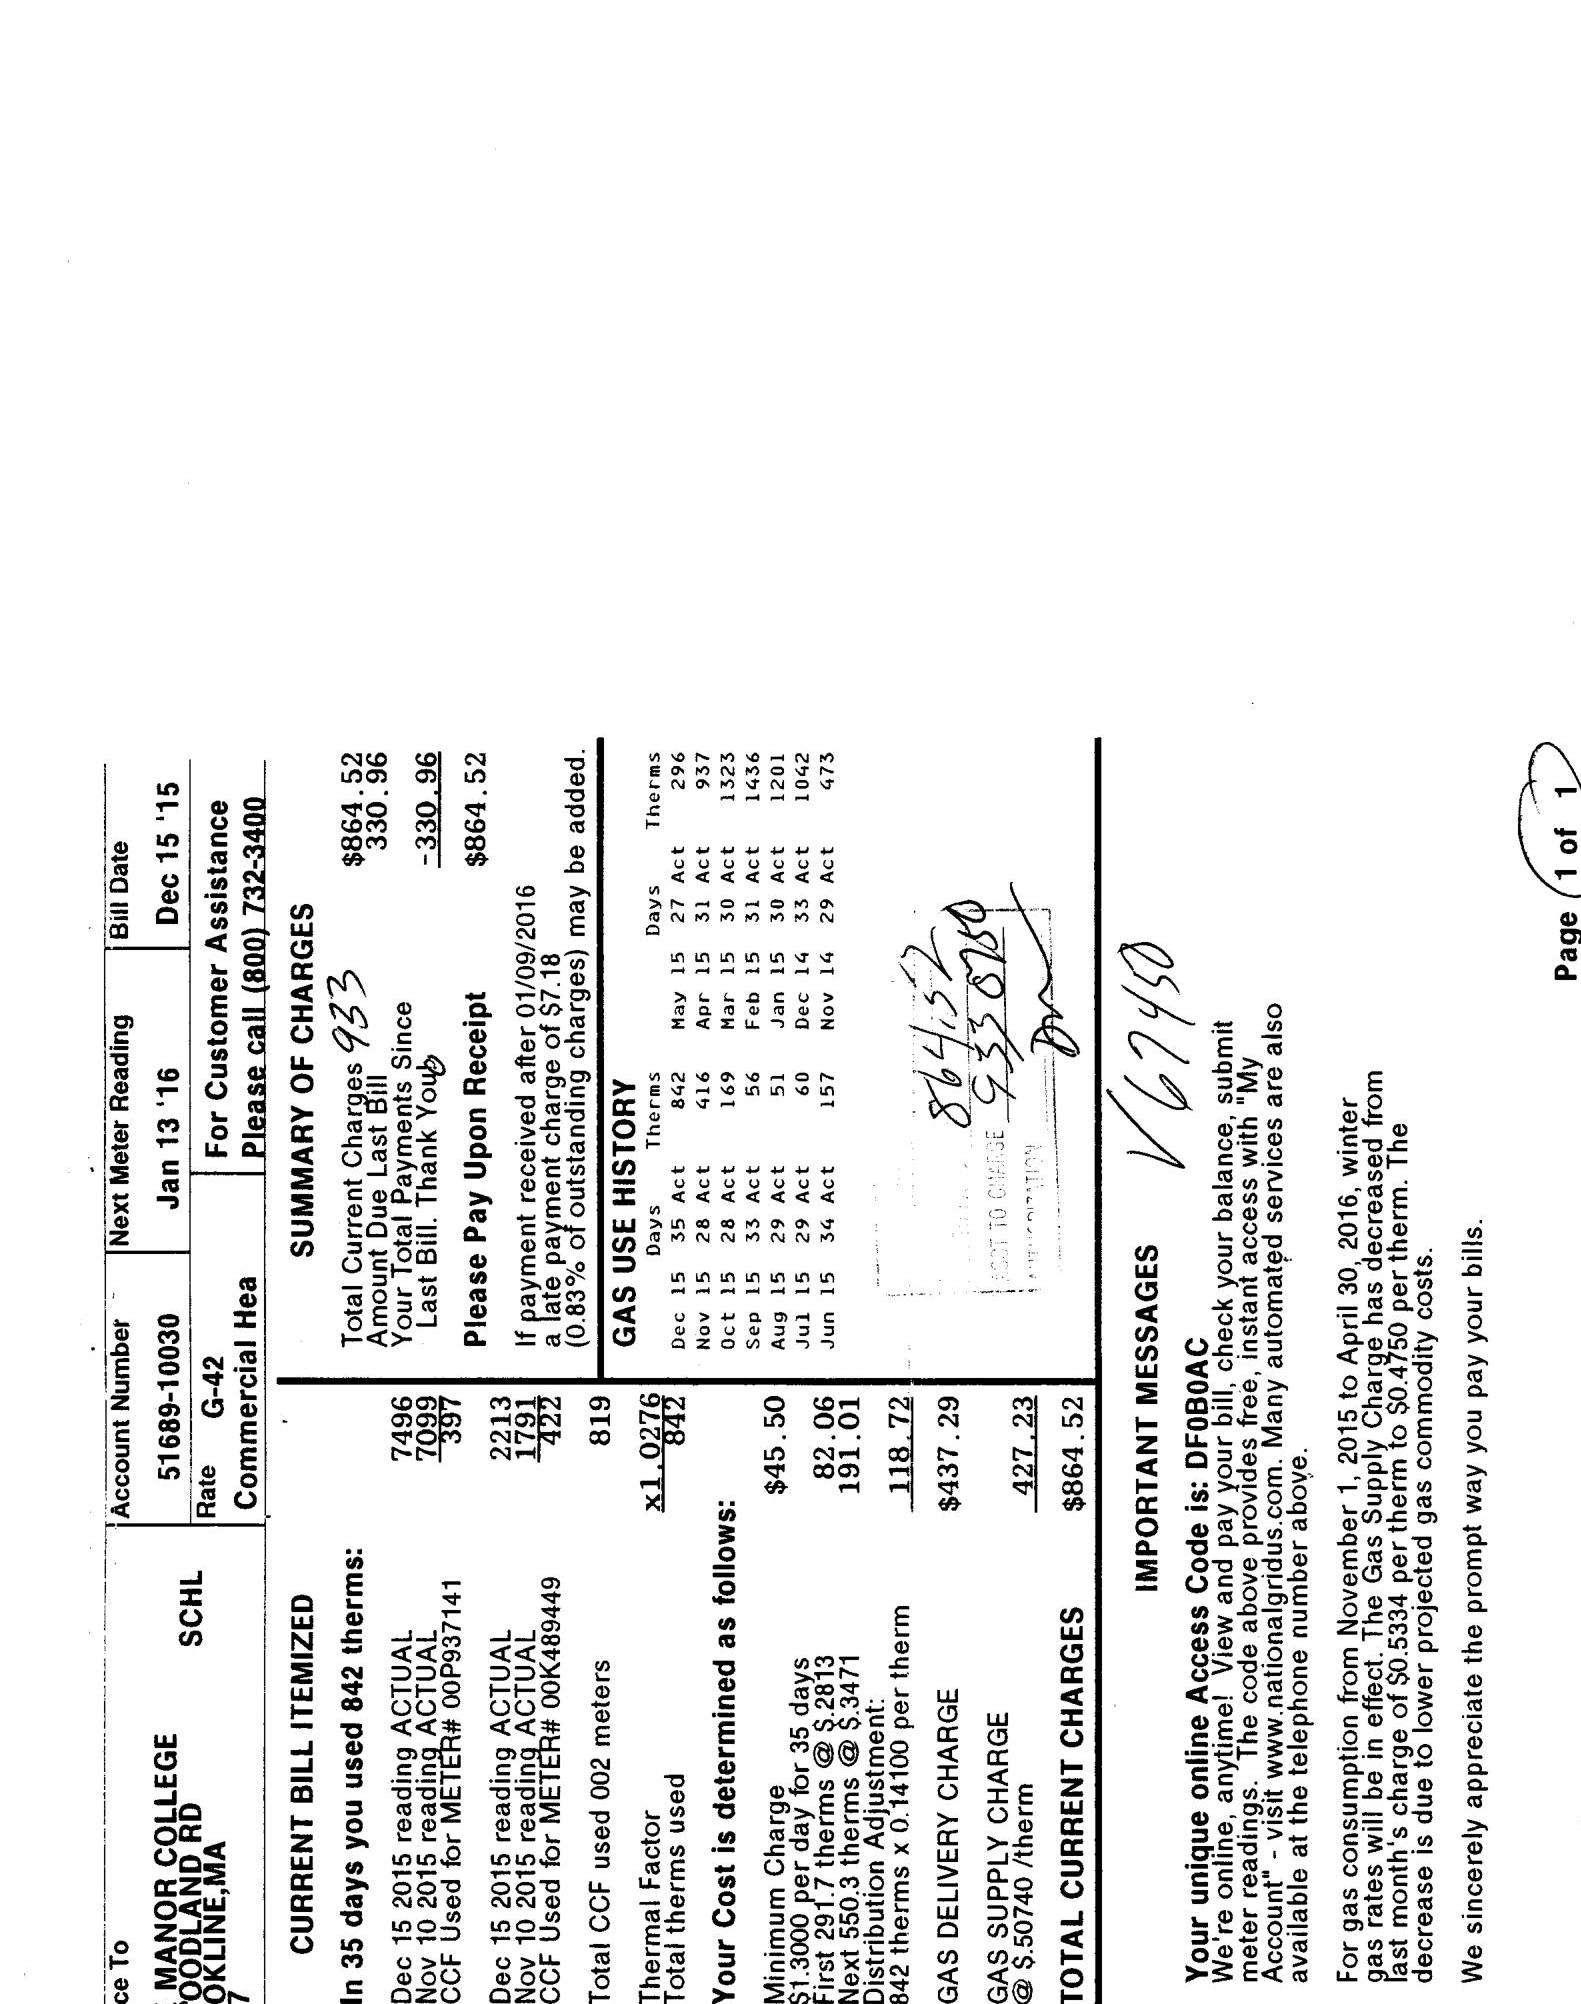 ce To
MANOR COLLEGE
OODLAND RD SCHL
OKLINE,MA
7
Account Number
51689-10030
Next Meter Reading
Jan 13 '16
Bill Date
Dec 15 '15
Rate G-42
Commercial Hea
For Customer Assistance
Please call (800) 732-3400
CURRENT BILL ITEMIZED
In 35 days you used 842 therms:
Dec 15 2015 reading ACTUAL 7496
Nov 10 2015 reading ACTUAL 7099
CCF Used for METER# 00P937141 397
Dec 15 2015 reading ACTUAL 2213
Nov 10 2015 reading ACTUAL 1791
CCF Used for METER# 00K489449 422
Total CCF used 002 meters 819
Thermal Factor x1.0276
Total therms used 842
Your Cost is determined as follows:
Minimum Charge $45.50
$1.3000 per day for 35 days
First 291.7 therms @ $.2813 82.06
Next 550.3 therms @ $.3471 191.01
Distribution Adjustment:
842 therms x 0.14100 per therm 118.72
GAS DELIVERY CHARGE $437.29
GAS SUPPLY CHARGE
@ $.50740 /therm 427.23
TOTAL CURRENT CHARGES $864.52
SUMMARY OF CHARGES
Total Current Charges 933 $864.52
Amount Due Last Bill 330.96
Your Total Payments Since
Last Bill. Thank You! -330.96
Please Pay Upon Receipt $864.52
If payment received after 01/09/2016
a late payment charge of $7.18
(0.83% of outstanding charges) may be added.
GAS USE HISTORY
Days Therms Days Therms
Dec 15 35 Act 842 May 15 27 Act 296
Nov 15 28 Act 416 Apr 15 31 Act 937
Oct 15 28 Act 169 Mar 15 30 Act 1323
Sep 15 33 Act 56 Feb 15 31 Act 1436
Aug 15 29 Act 51 Jan 15 30 Act 1201
Jul 15 29 Act 60 Dec 14 33 Act 1042
Jun 15 34 Act 157 Nov 14 29 Act 473
864.52
ACCT TO CHARGE 933 0750
V67450
IMPORTANT MESSAGES
Your unique online Access Code is: DF0B0AC
We're online, anytime! View and pay your bill, check your balance, submit
meter readings. The code above provides free, instant access with "My
Account" - visit www.nationalgridus.com. Many automated services are also
available at the telephone number above.
For gas consumption from November 1, 2015 to April 30, 2016, winter
gas rates will be in effect. The Gas Supply Charge has decreased from
last month's charge of $0.5334 per therm to $0.4750 per therm. The
decrease is due to lower projected gas commodity costs.
We sincerely appreciate the prompt way you pay your bills.
Page 1 of 1